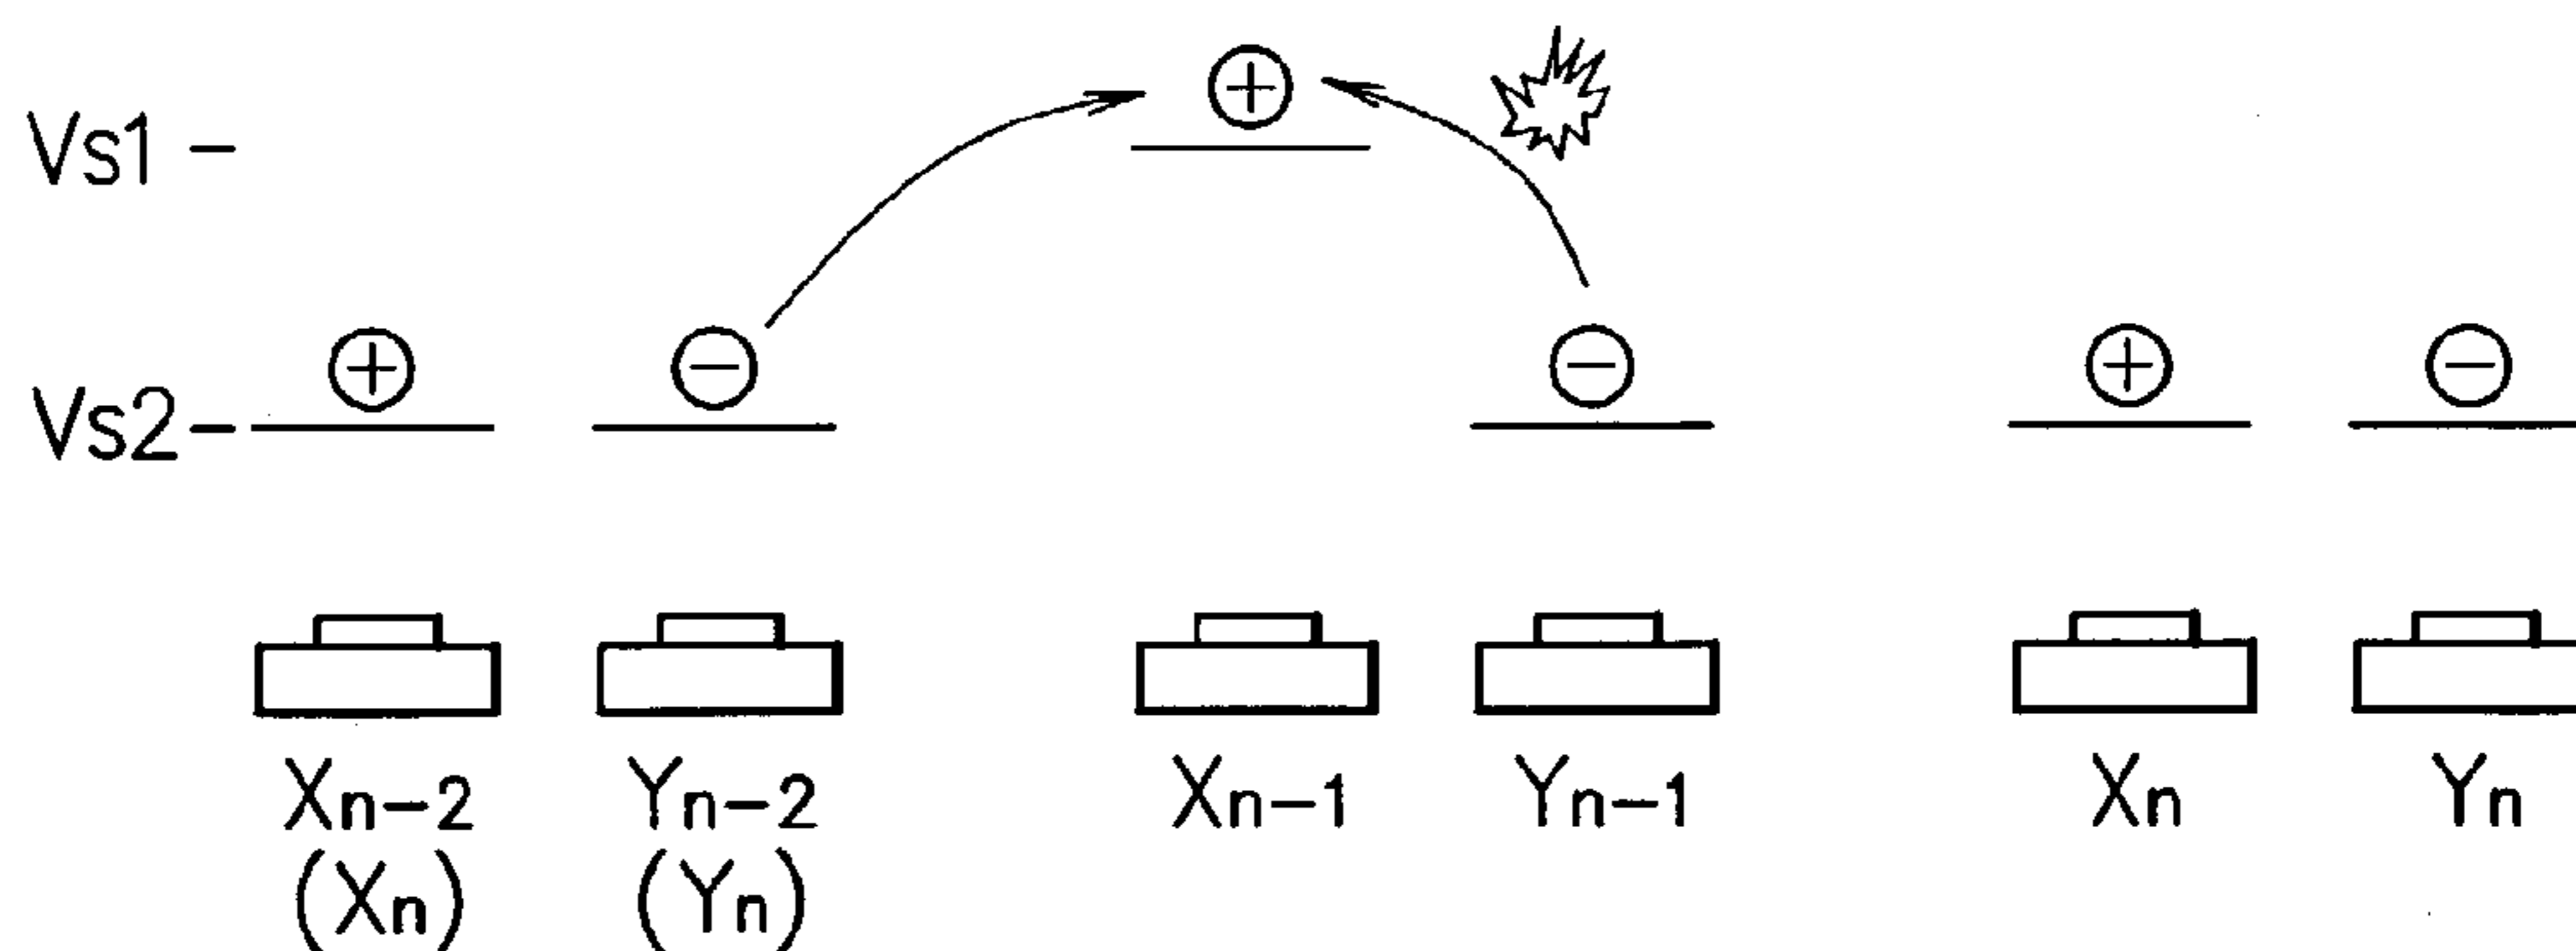 Vs1
⊕
Vs2
⊕ ⊖ ⊖ ⊕ ⊖
Xn-2 Yn-2 Xn-1 Yn-1 Xn Yn
(Xn) (Yn)